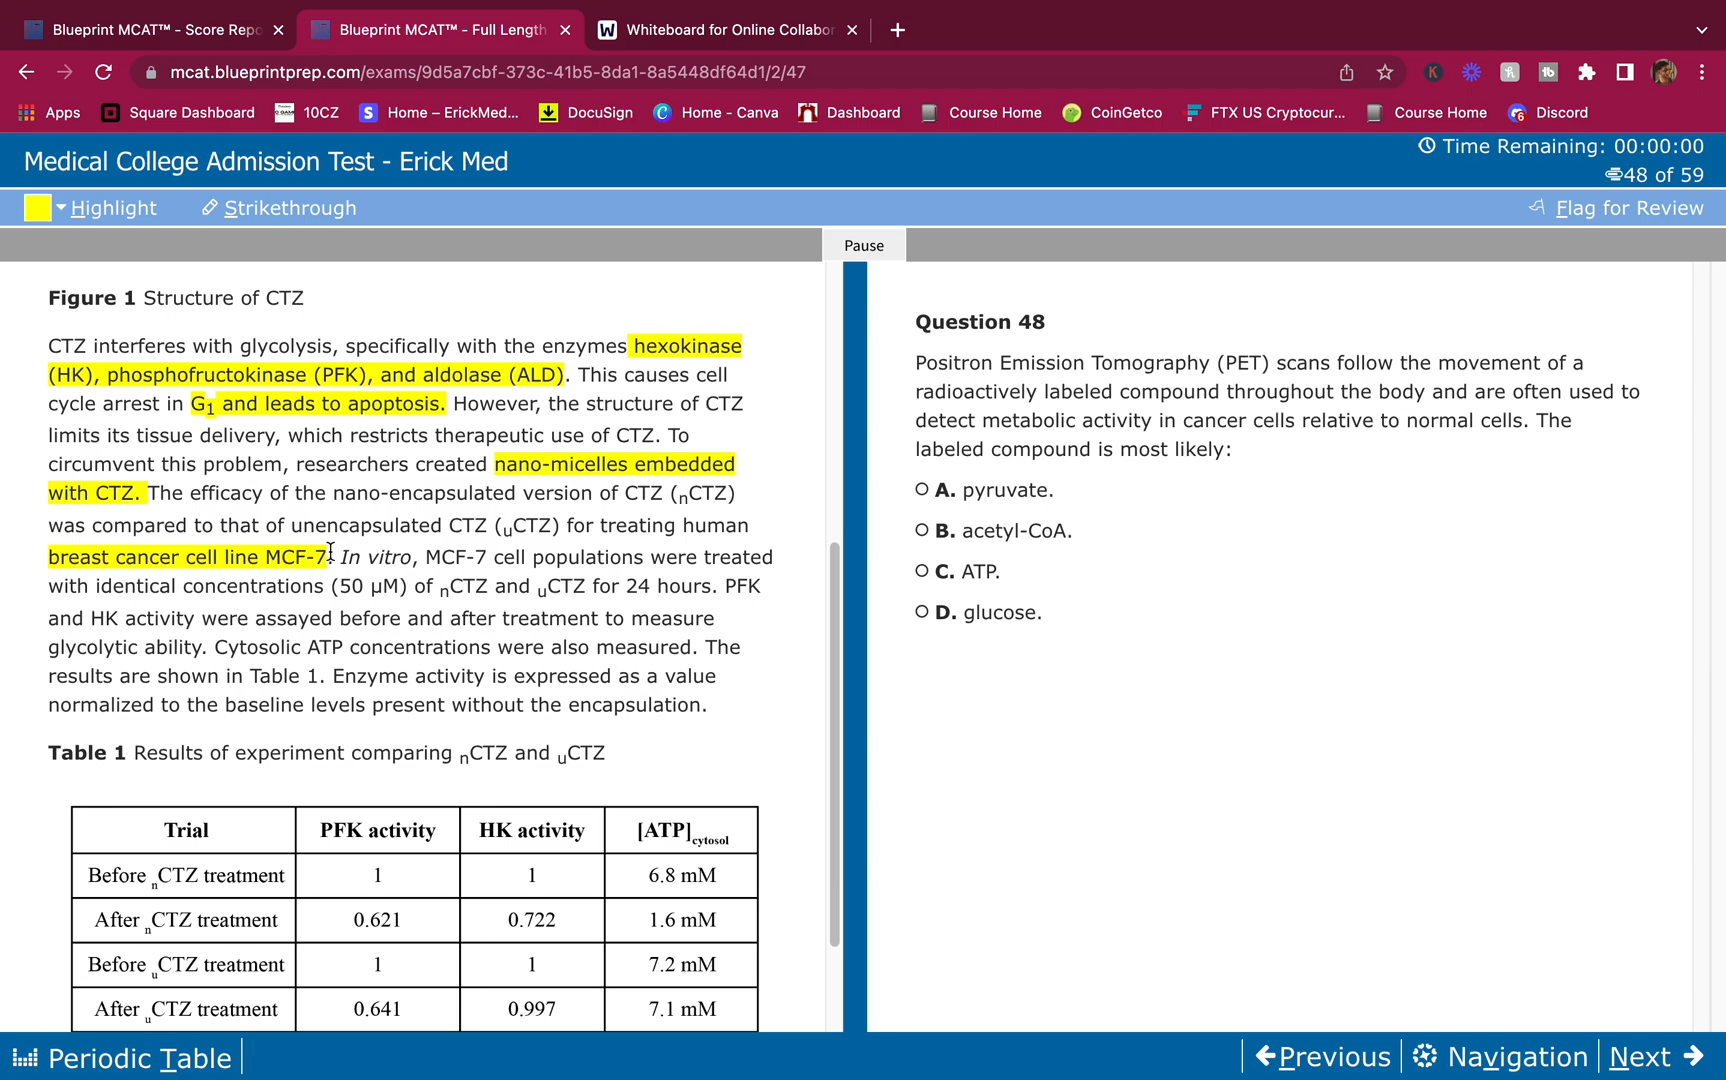 Blueprint MCAT™ - Score Repo
Blueprint MCAT™ - Full Length
W Whiteboard for Online Collabor
mcat.blueprintprep.com/exams/9d5a7cbf-373c-41b5-8da1-8a5448df64d1/2/47
Apps Square Dashboard 10CZ Home – ErickMed... DocuSign Home - Canva Dashboard Course Home CoinGetco FTX US Cryptocur... Course Home Discord
Medical College Admission Test - Erick Med
Time Remaining: 00:00:00
48 of 59
Highlight Strikethrough
Flag for Review
Pause
Figure 1 Structure of CTZ
CTZ interferes with glycolysis, specifically with the enzymes hexokinase
(HK), phosphofructokinase (PFK), and aldolase (ALD). This causes cell
cycle arrest in G1 and leads to apoptosis. However, the structure of CTZ
limits its tissue delivery, which restricts therapeutic use of CTZ. To
circumvent this problem, researchers created nano-micelles embedded
with CTZ. The efficacy of the nano-encapsulated version of CTZ (nCTZ)
was compared to that of unencapsulated CTZ (uCTZ) for treating human
breast cancer cell line MCF-7. In vitro, MCF-7 cell populations were treated
with identical concentrations (50 µM) of nCTZ and uCTZ for 24 hours. PFK
and HK activity were assayed before and after treatment to measure
glycolytic ability. Cytosolic ATP concentrations were also measured. The
results are shown in Table 1. Enzyme activity is expressed as a value
normalized to the baseline levels present without the encapsulation.
Table 1 Results of experiment comparing nCTZ and uCTZ
Trial PFK activity HK activity [ATP]cytosol
Before nCTZ treatment 1 1 6.8 mM
After nCTZ treatment 0.621 0.722 1.6 mM
Before uCTZ treatment 1 1 7.2 mM
After uCTZ treatment 0.641 0.997 7.1 mM
Question 48
Positron Emission Tomography (PET) scans follow the movement of a
radioactively labeled compound throughout the body and are often used to
detect metabolic activity in cancer cells relative to normal cells. The
labeled compound is most likely:
A. pyruvate.
B. acetyl-CoA.
C. ATP.
D. glucose.
Periodic Table
Previous Navigation Next